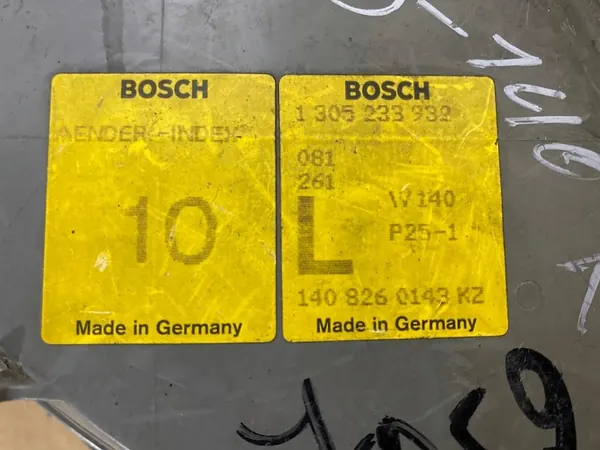 BOSCH
AENDER.-INDEX
10
Made in Germany
BOSCH
1 305 233 932
081
261
L
W140
P25-1
140 826 0143 KZ
Made in Germany